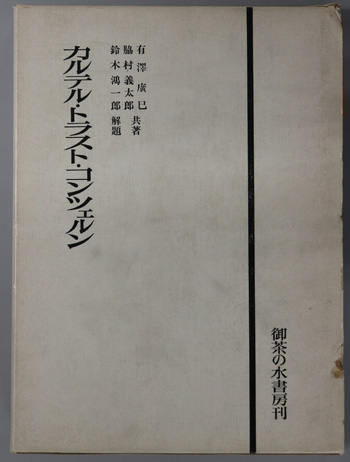 有澤廣巳
脇村義太郎 共著
鈴木鴻一郎 解題
カルテル・トラスト・コンツェルン
御茶の水書房刊